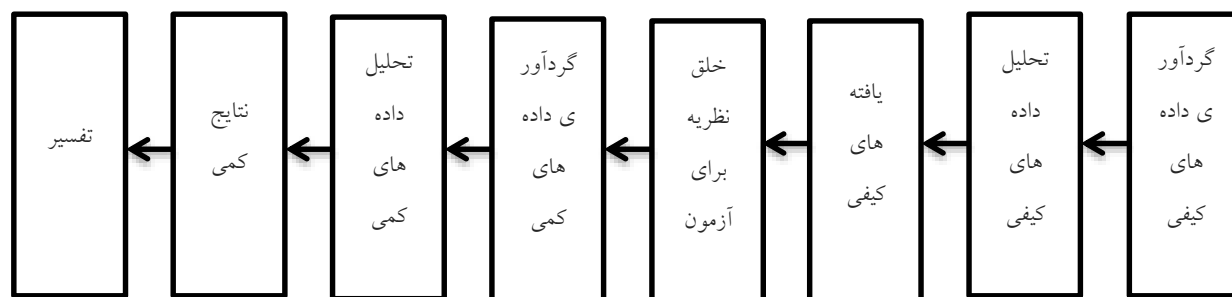 گردآور
ی داده
های
کیفی
تحلیل
داده
های
کیفی
یافته
های
کیفی
خلق
نظریه
برای
آزمون
گردآور
ی داده
های
کمی
تحلیل
داده
های
کمی
نتایج
کمی
تفسیر